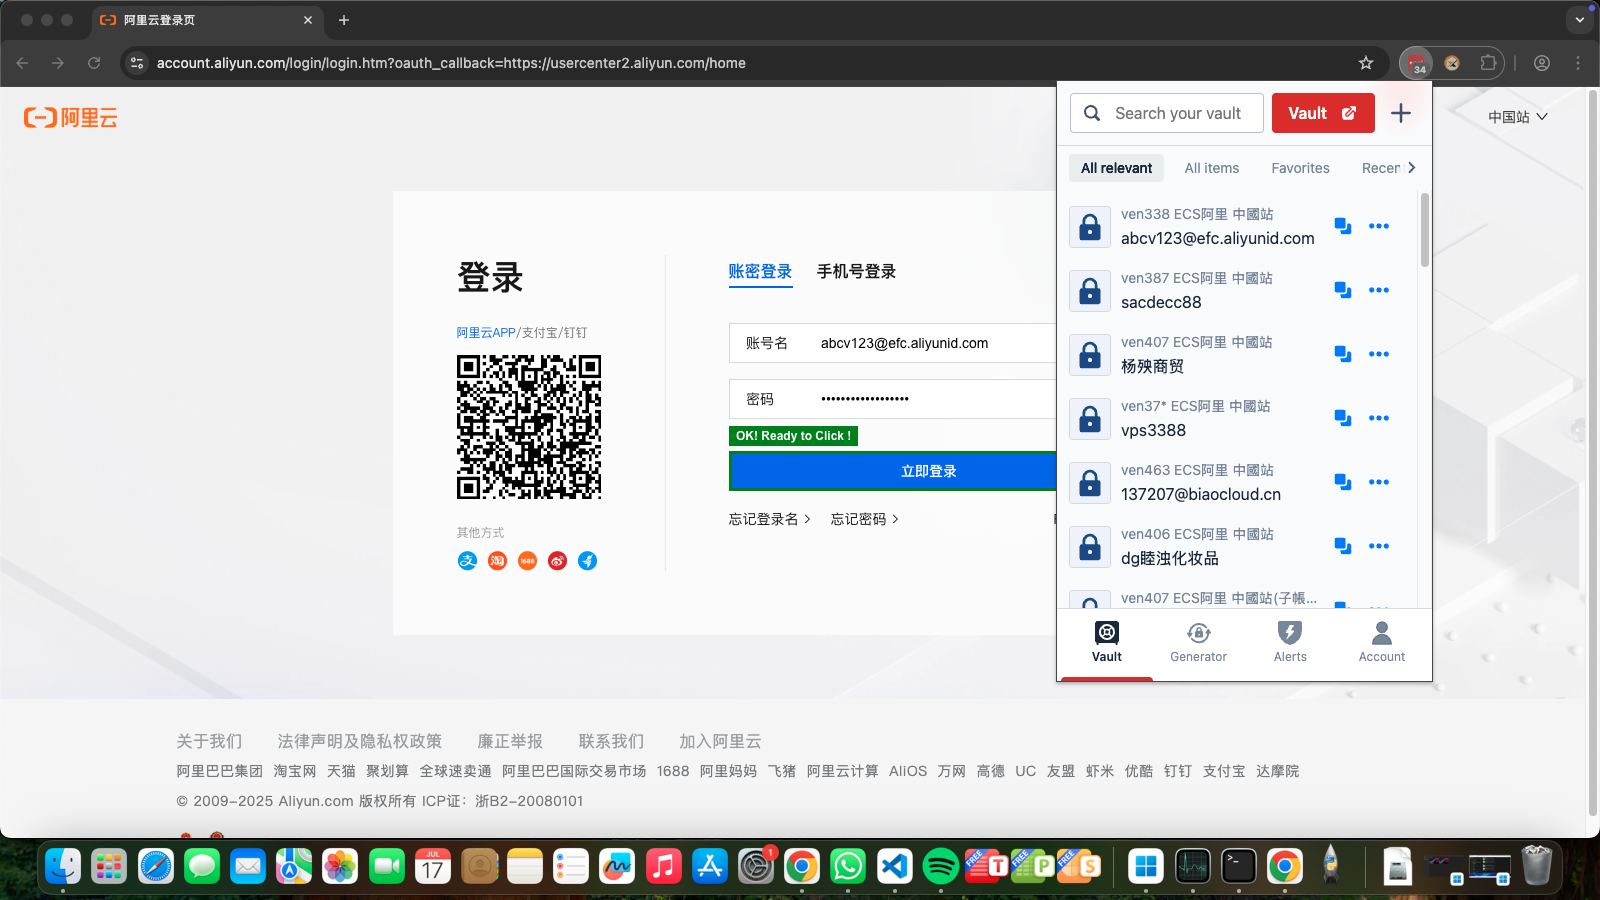 阿里云登录页
account.aliyun.com/login/login.htm?oauth_callback=https://usercenter2.aliyun.com/home
34
阿里云
中国站
登录
阿里云APP/支付宝/钉钉
其他方式
账密登录
手机号登录
账号名 abcv123@efc.aliyunid.com
密码 ••••••••••••••••••
OK! Ready to Click !
立即登录
忘记登录名
忘记密码
Search your vault
Vault
All relevant
All items
Favorites
Recen
ven338 ECS阿里 中國站
abcv123@efc.aliyunid.com
ven387 ECS阿里 中國站
sacdecc88
ven407 ECS阿里 中國站
杨殃商贸
ven37* ECS阿里 中國站
vps3388
ven463 ECS阿里 中國站
137207@biaocloud.cn
ven406 ECS阿里 中國站
dg睦浊化妆品
ven407 ECS阿里 中國站(子帳...
Vault
Generator
Alerts
Account
关于我们 法律声明及隐私权政策 廉正举报 联系我们 加入阿里云
阿里巴巴集团 淘宝网 天猫 聚划算 全球速卖通 阿里巴巴国际交易市场 1688 阿里妈妈 飞猪 阿里云计算 AliOS 万网 高德 UC 友盟 虾米 优酷 钉钉 支付宝 达摩院
© 2009-2025 Aliyun.com 版权所有 ICP证：浙B2-20080101
JUL
17
1
FREE
T
FREE
P
FREE
S